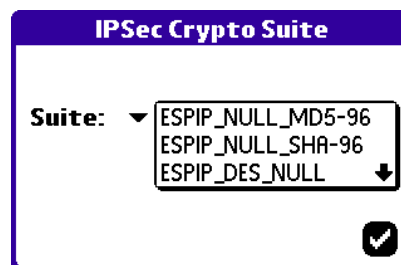 IPSec Crypto Suite
Suite: ESPIP_NULL_MD5-96
ESPIP_NULL_SHA-96
ESPIP_DES_NULL